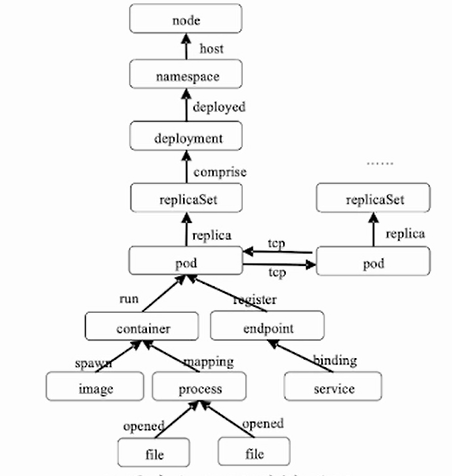 node
host
namespace
deployed
deployment
comprise
......
replicaSet
replicaSet
replica
replica
tcp
pod
pod
tcp
run
register
container
endpoint
spawn
mapping
binding
image
process
service
opened
opened
file
file